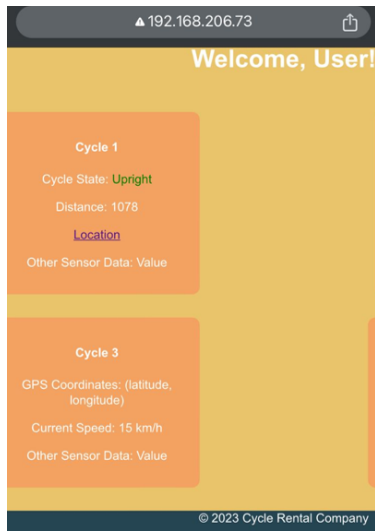 192.168.206.73
Welcome, User!
Cycle 1
Cycle State: Upright
Distance: 1078
Location
Other Sensor Data: Value
Cycle 3
GPS Coordinates: (latitude,
longitude)
Current Speed: 15 km/h
Other Sensor Data: Value
© 2023 Cycle Rental Company